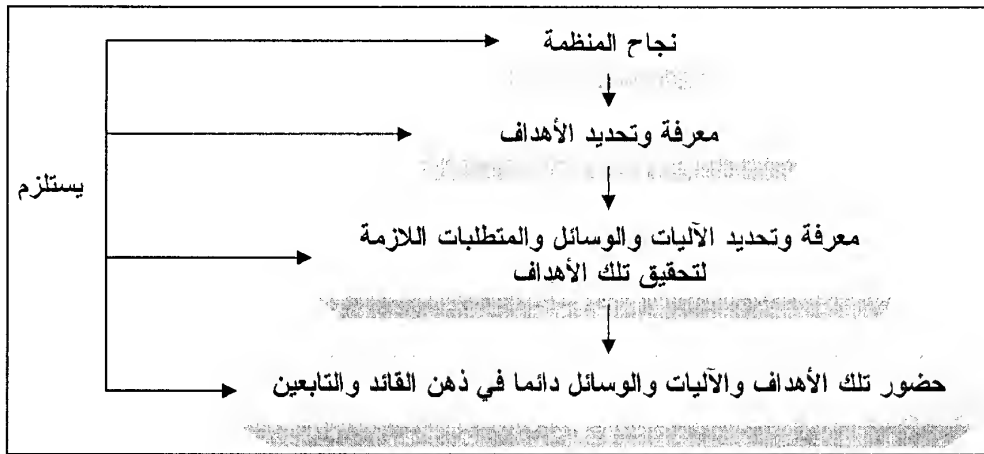 نجاح المنظمة
معرفة وتحديد الأهداف
يستلزم
معرفة وتحديد الآليات والوسائل والمتطلبات اللازمة
لتحقيق تلك الأهداف
حضور تلك الأهداف والآليات والوسائل دائما في ذهن القائد والتابعين